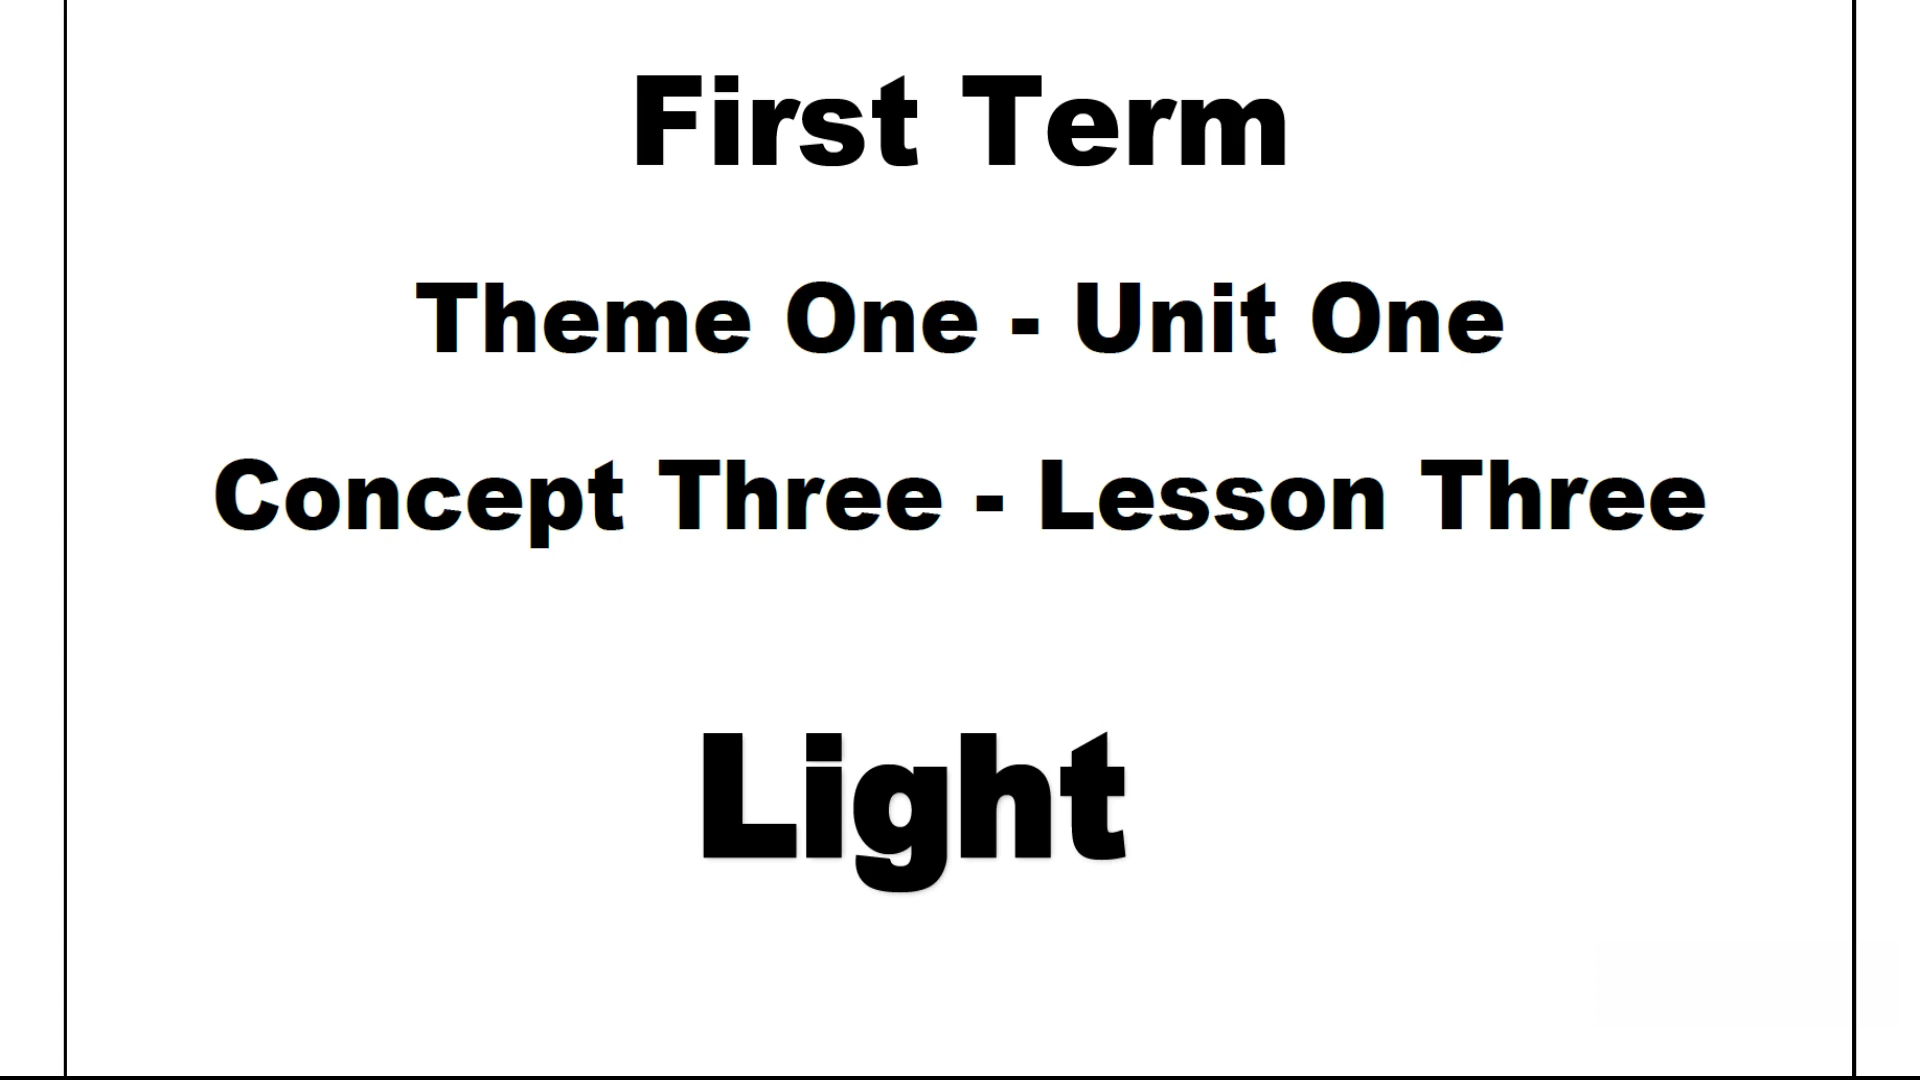 First Term
Theme One - Unit One
Concept Three - Lesson Three
Light